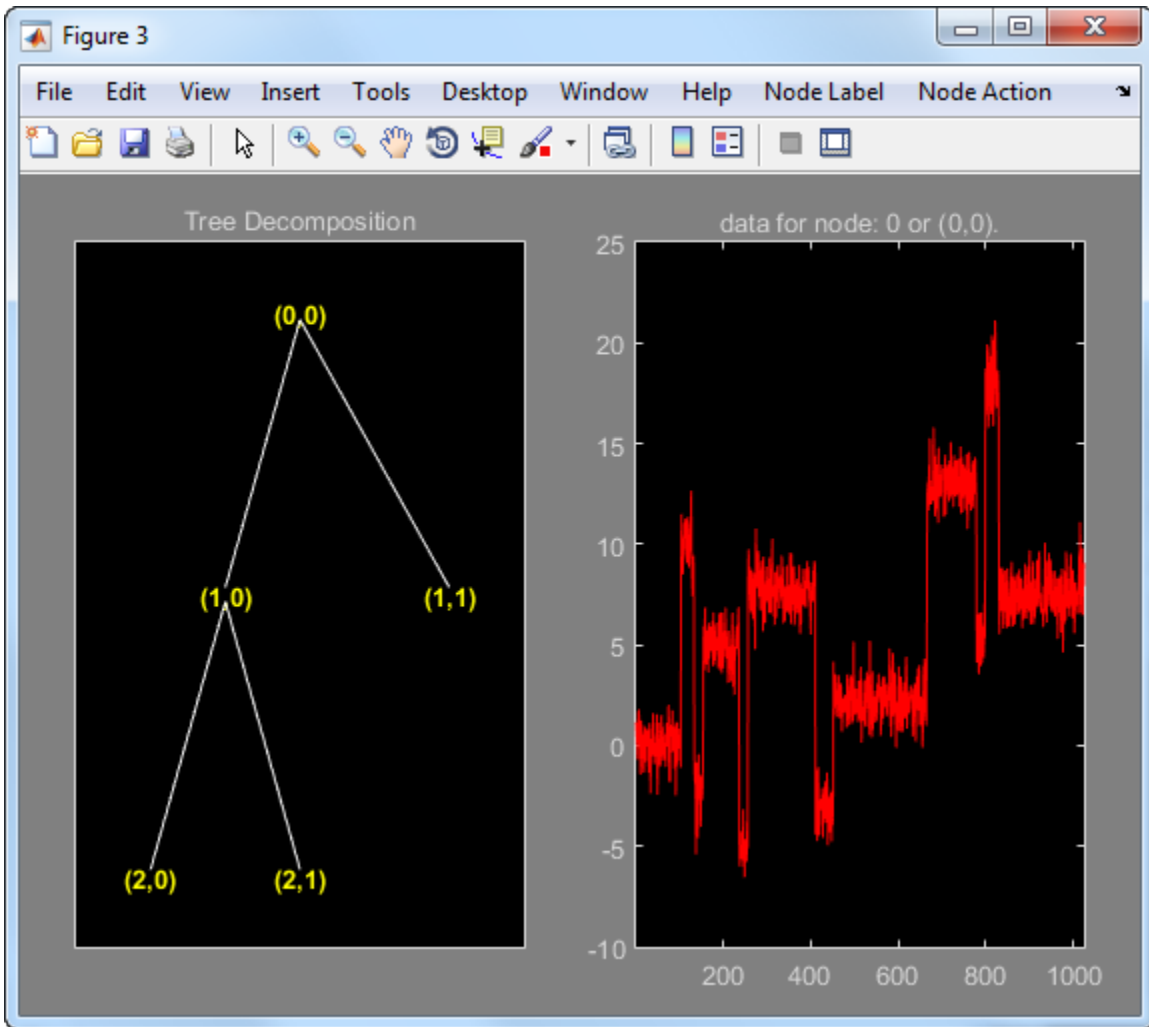 Figure 3
File Edit View Insert Tools Desktop Window Help Node Label Node Action
Tree Decomposition
(0,0)
(1,0) (1,1)
(2,0) (2,1)
data for node: 0 or (0,0).
25
20
15
10
5
0
-5
-10
200 400 600 800 1000